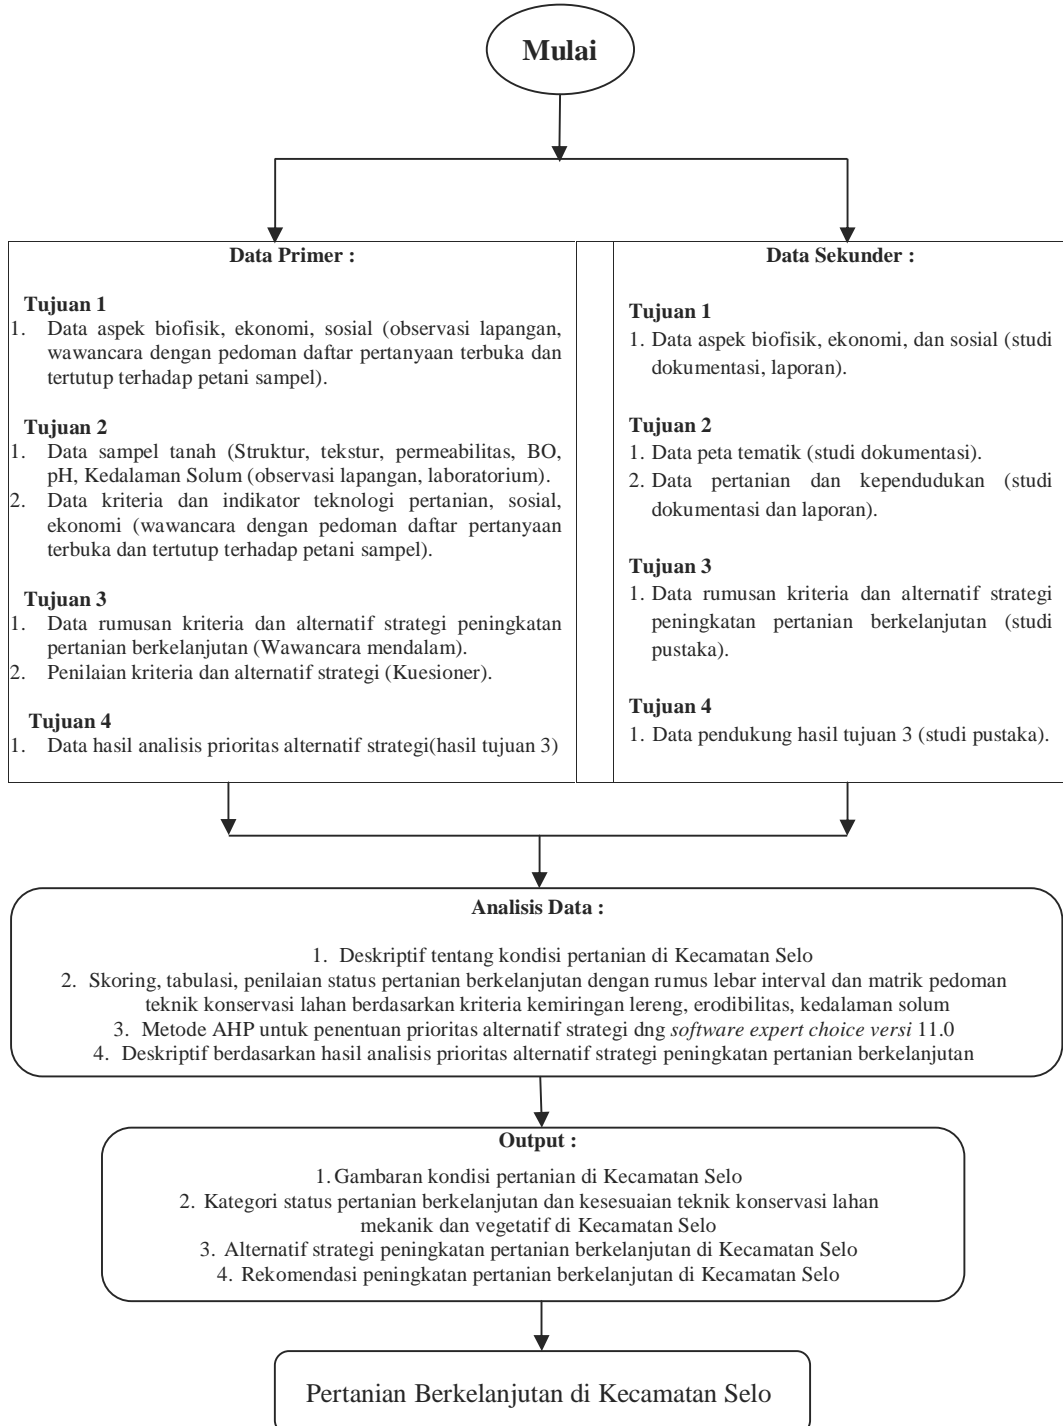 Mulai
Data Primer :
Tujuan 1
1. Data aspek biofisik, ekonomi, sosial (observasi lapangan,
wawancara dengan pedoman daftar pertanyaan terbuka dan
tertutup terhadap petani sampel).
Tujuan 2
1. Data sampel tanah (Struktur, tekstur, permeabilitas, BO,
pH, Kedalaman Solum (observasi lapangan, laboratorium).
2. Data kriteria dan indikator teknologi pertanian, sosial,
ekonomi (wawancara dengan pedoman daftar pertanyaan
terbuka dan tertutup terhadap petani sampel).
Tujuan 3
1. Data rumusan kriteria dan alternatif strategi peningkatan
pertanian berkelanjutan (Wawancara mendalam).
2. Penilaian kriteria dan alternatif strategi (Kuesioner).
Tujuan 4
1. Data hasil analisis prioritas alternatif strategi(hasil tujuan 3)
Data Sekunder :
Tujuan 1
1. Data aspek biofisik, ekonomi, dan sosial (studi
dokumentasi, laporan).
Tujuan 2
1. Data peta tematik (studi dokumentasi).
2. Data pertanian dan kependudukan (studi
dokumentasi dan laporan).
Tujuan 3
1. Data rumusan kriteria dan alternatif strategi
peningkatan pertanian berkelanjutan (studi
pustaka).
Tujuan 4
1. Data pendukung hasil tujuan 3 (studi pustaka).
Analisis Data :
1. Deskriptif tentang kondisi pertanian di Kecamatan Selo
2. Skoring, tabulasi, penilaian status pertanian berkelanjutan dengan rumus lebar interval dan matrik pedoman
teknik konservasi lahan berdasarkan kriteria kemiringan lereng, erodibilitas, kedalaman solum
3. Metode AHP untuk penentuan prioritas alternatif strategi dng software expert choice versi 11.0
4. Deskriptif berdasarkan hasil analisis prioritas alternatif strategi peningkatan pertanian berkelanjutan
Output :
1. Gambaran kondisi pertanian di Kecamatan Selo
2. Kategori status pertanian berkelanjutan dan kesesuaian teknik konservasi lahan
mekanik dan vegetatif di Kecamatan Selo
3. Alternatif strategi peningkatan pertanian berkelanjutan di Kecamatan Selo
4. Rekomendasi peningkatan pertanian berkelanjutan di Kecamatan Selo
Pertanian Berkelanjutan di Kecamatan Selo